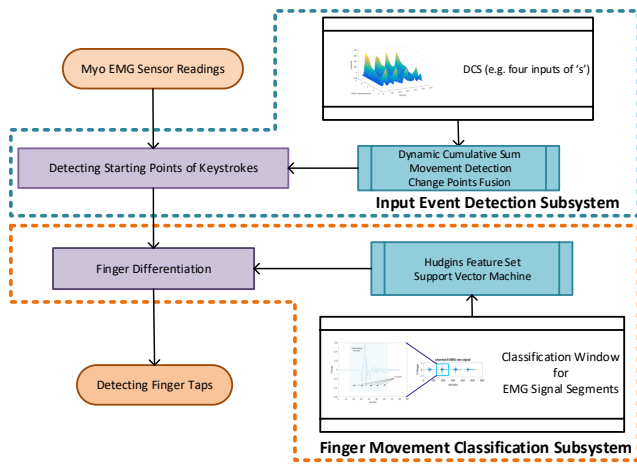 Myo EMG Sensor Readings
DCS (e.g. four inputs of 's')
Detecting Starting Points of Keystrokes
Dynamic Cumulative Sum
Movement Detection
Change Points Fusion
Input Event Detection Subsystem
Finger Differentiation
Hudgins Feature Set
Support Vector Machine
Detecting Finger Taps
Classification Window
for
EMG Signal Segments
Finger Movement Classification Subsystem